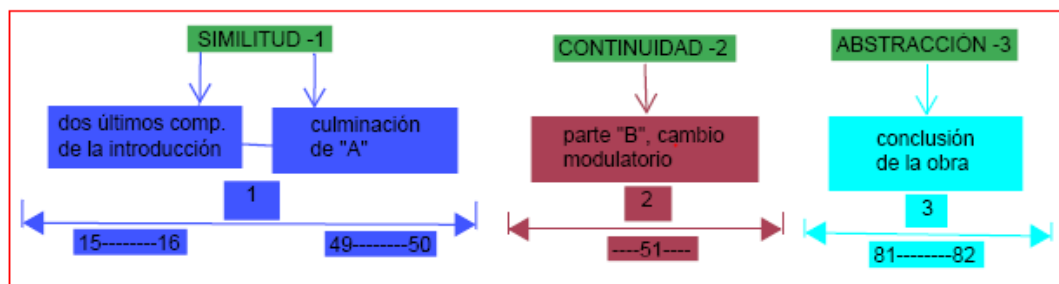 SIMILITUD -1
CONTINUIDAD -2
ABSTRACCIÓN -3
dos últimos comp.
de la introducción
culminación
de "A"
parte "B", cambio
modulatorio
conclusión
de la obra
1
2
3
15--------16
49--------50
----51----
81--------82